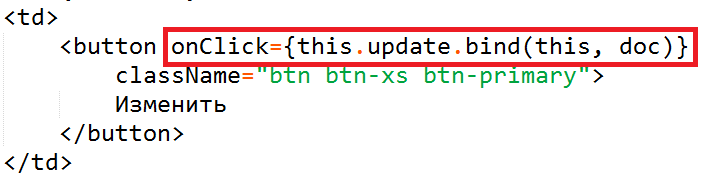 <td>
<button onClick={this.update.bind(this, doc)}
className="btn btn-xs btn-primary">
Изменить
</button>
</td>